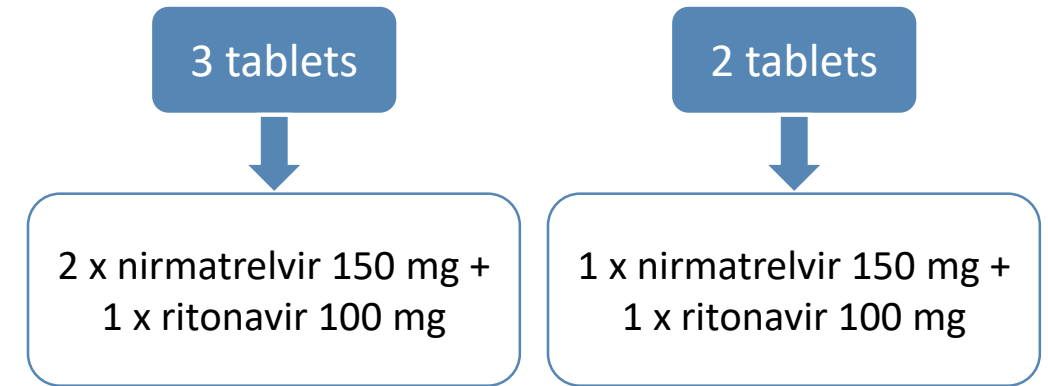 3 tablets
2 x nirmatrelvir 150 mg +
1 x ritonavir 100 mg
2 tablets
1 x nirmatrelvir 150 mg +
1 x ritonavir 100 mg